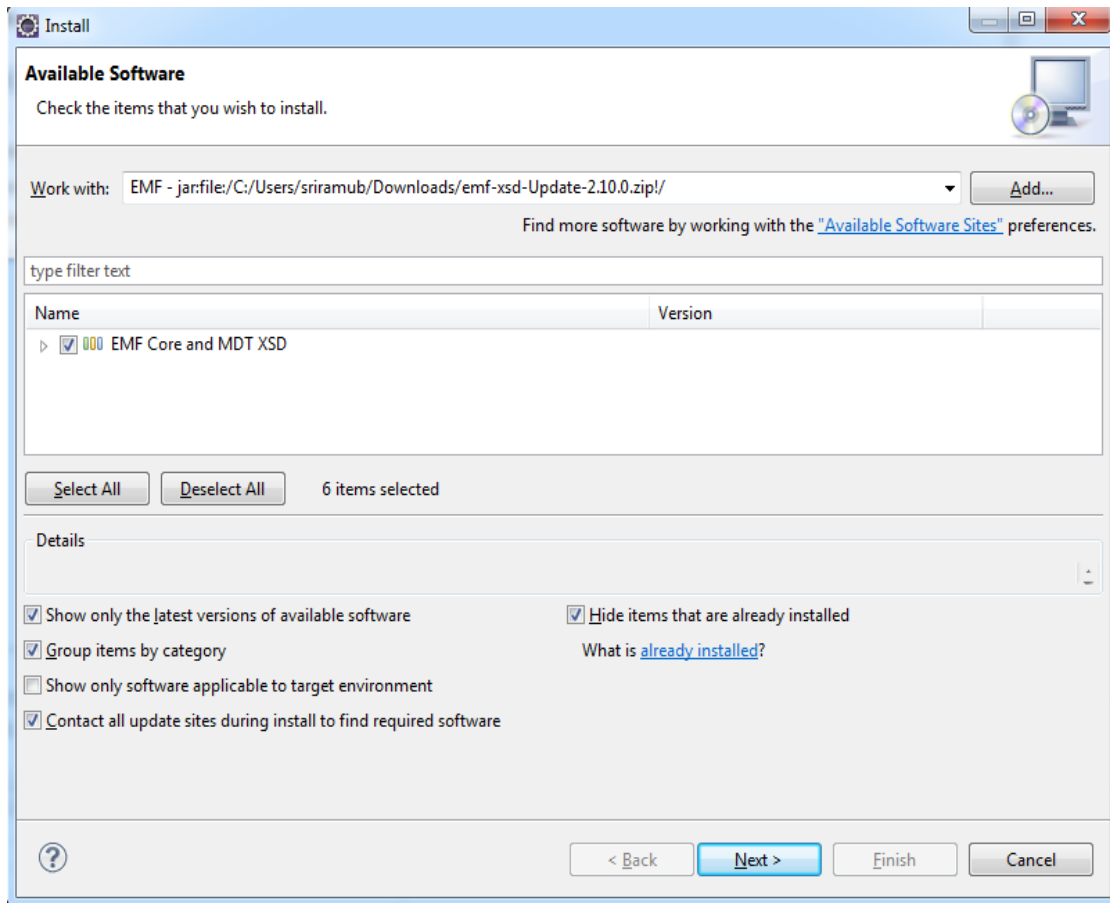 Install
Available Software
Check the items that you wish to install.
Work with: EMF - jar:file:/C:/Users/sriramub/Downloads/emf-xsd-Update-2.10.0.zip!/ Add...
Find more software by working with the "Available Software Sites" preferences.
type filter text
Name Version
EMF Core and MDT XSD
Select All Deselect All 6 items selected
Details
Show only the latest versions of available software Hide items that are already installed
Group items by category What is already installed?
Show only software applicable to target environment
Contact all update sites during install to find required software
? < Back Next > Finish Cancel